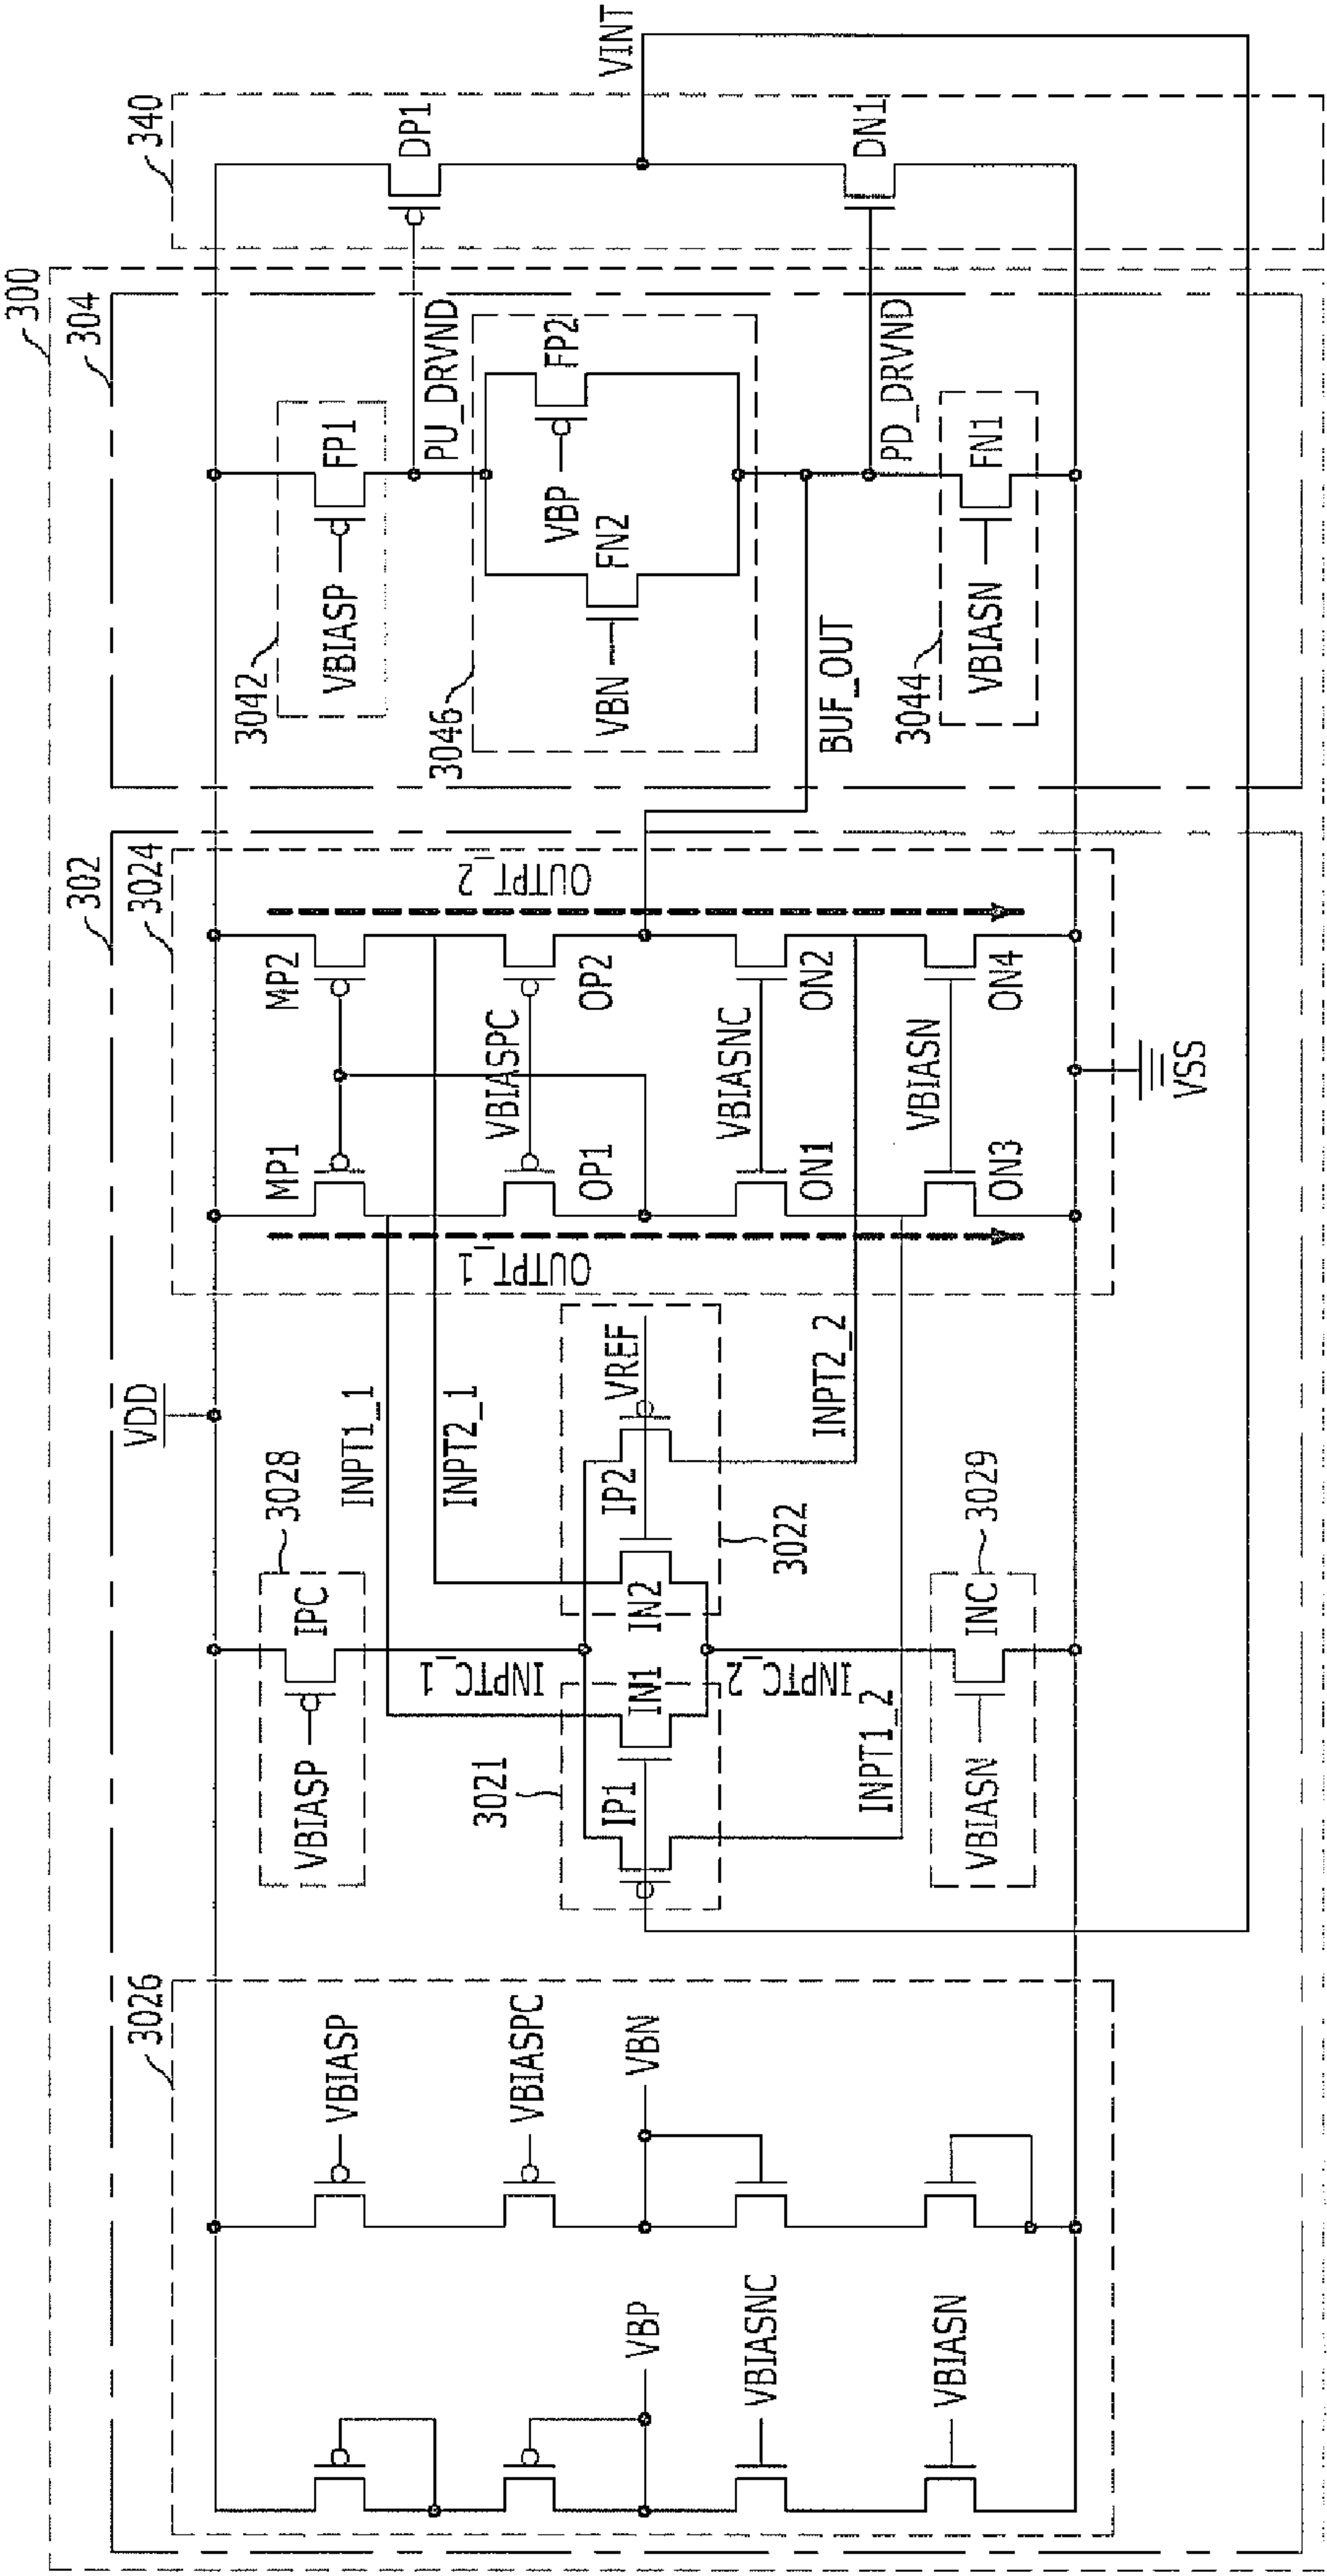 300
302
304
340
3026
VDD
3028
IPC
VBIASP
INPT1_1
INPT2_1
3024
MP1
MP2
OP1
OP2
VBIASPC
ON1
ON2
VBIASNC
ON3
ON4
VBIASN
OUTPT_1
OUTPT_2
VSS
3042
VBIASP
FP1
PU_DRVND
3046
VBP
FP2
VBN
FN2
BUF_OUT
PD_DRVND
3044
VBIASN
FN1
DP1
DN1
VINT
VBIASP
VBIASPC
VBN
VBP
VBIASNC
VBIASN
3021
IP1
IN1
INPTC_1
INPTC_2
IN2
IP2
VREF
3022
INPT1_2
INPT2_2
3029
VBIASN
INC